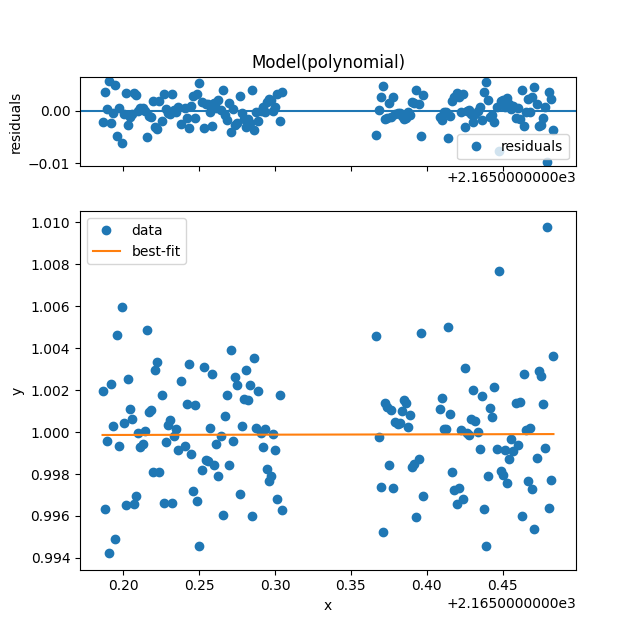 Model(polynomial)
residuals
0.00
−0.01
residuals
+2.1650000000e3
1.010
1.008
1.006
1.004
1.002
1.000
0.998
0.996
0.994
y
data
best-fit
0.20
0.25
0.30
0.35
0.40
0.45
x
+2.1650000000e3